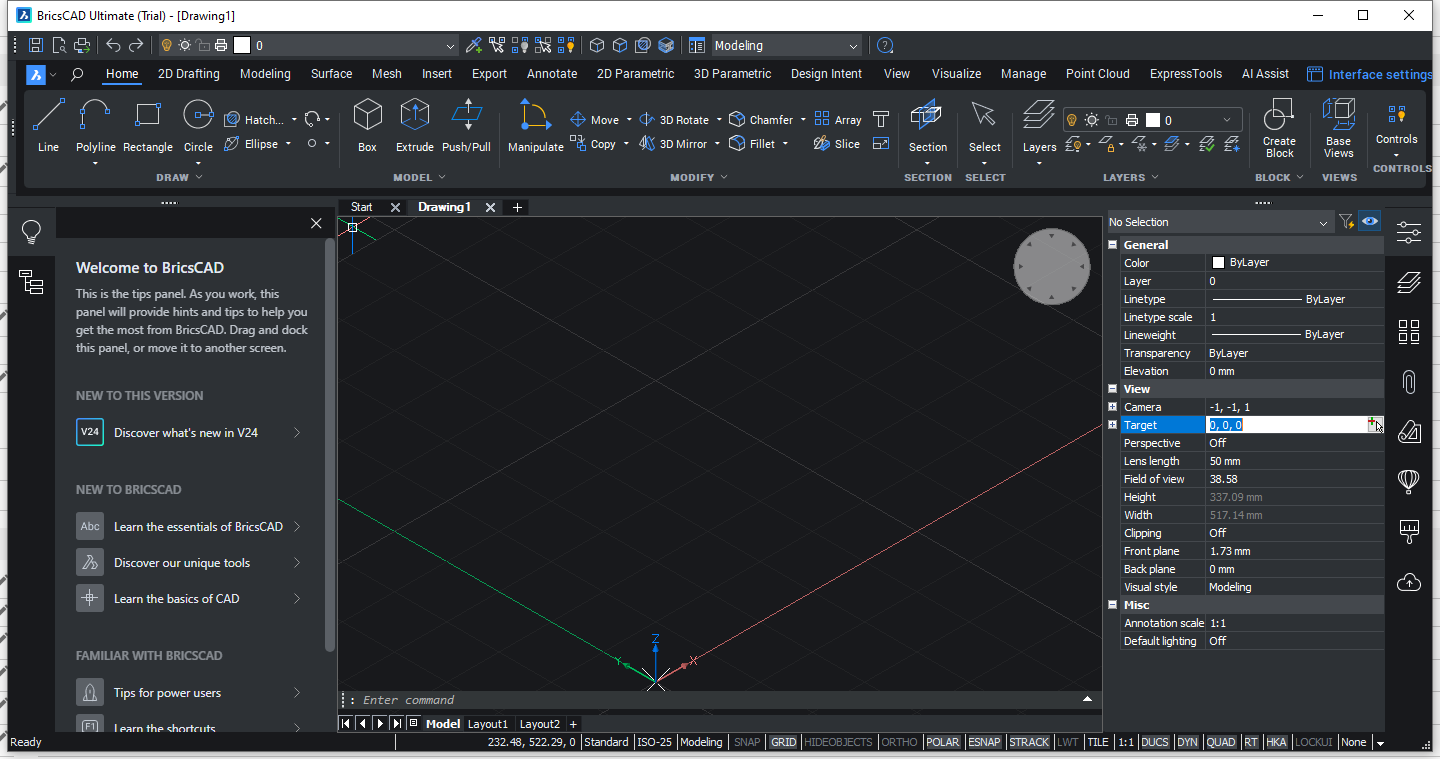 BricsCAD Ultimate (Trial) - [Drawing1]
0
Modeling
Home 2D Drafting Modeling Surface Mesh Insert Export Annotate 2D Parametric 3D Parametric Design Intent View Visualize Manage Point Cloud ExpressTools AI Assist Interface settings
Hatch... Move 3D Rotate Chamfer Array 0
Line Polyline Rectangle Circle Ellipse Box Extrude Push/Pull Manipulate Copy 3D Mirror Fillet Slice Section Select Layers Create Block Base Views Controls
DRAW MODEL MODIFY SECTION SELECT LAYERS BLOCK VIEWS CONTROLS
Start Drawing1 +
Welcome to BricsCAD
This is the tips panel. As you work, this
panel will provide hints and tips to help you
get the most from BricsCAD. Drag and dock
this panel, or move it to another screen.
NEW TO THIS VERSION
V24 Discover what's new in V24
NEW TO BRICSCAD
Abc Learn the essentials of BricsCAD
Discover our unique tools
Learn the basics of CAD
FAMILIAR WITH BRICSCAD
Tips for power users
F1 Learn the shortcuts
Z
Y X
: Enter command
Model Layout1 Layout2 +
No Selection
General
Color ByLayer
Layer 0
Linetype ByLayer
Linetype scale 1
Lineweight ByLayer
Transparency ByLayer
Elevation 0 mm
View
Camera -1, -1, 1
Target 0, 0, 0
Perspective Off
Lens length 50 mm
Field of view 38.58
Height 337.09 mm
Width 517.14 mm
Clipping Off
Front plane 1.73 mm
Back plane 0 mm
Visual style Modeling
Misc
Annotation scale 1:1
Default lighting Off
Ready 232.48, 522.29, 0 Standard ISO-25 Modeling SNAP GRID HIDEOBJECTS ORTHO POLAR ESNAP STRACK LWT TILE 1:1 DUCS DYN QUAD RT HKA LOCKUI None